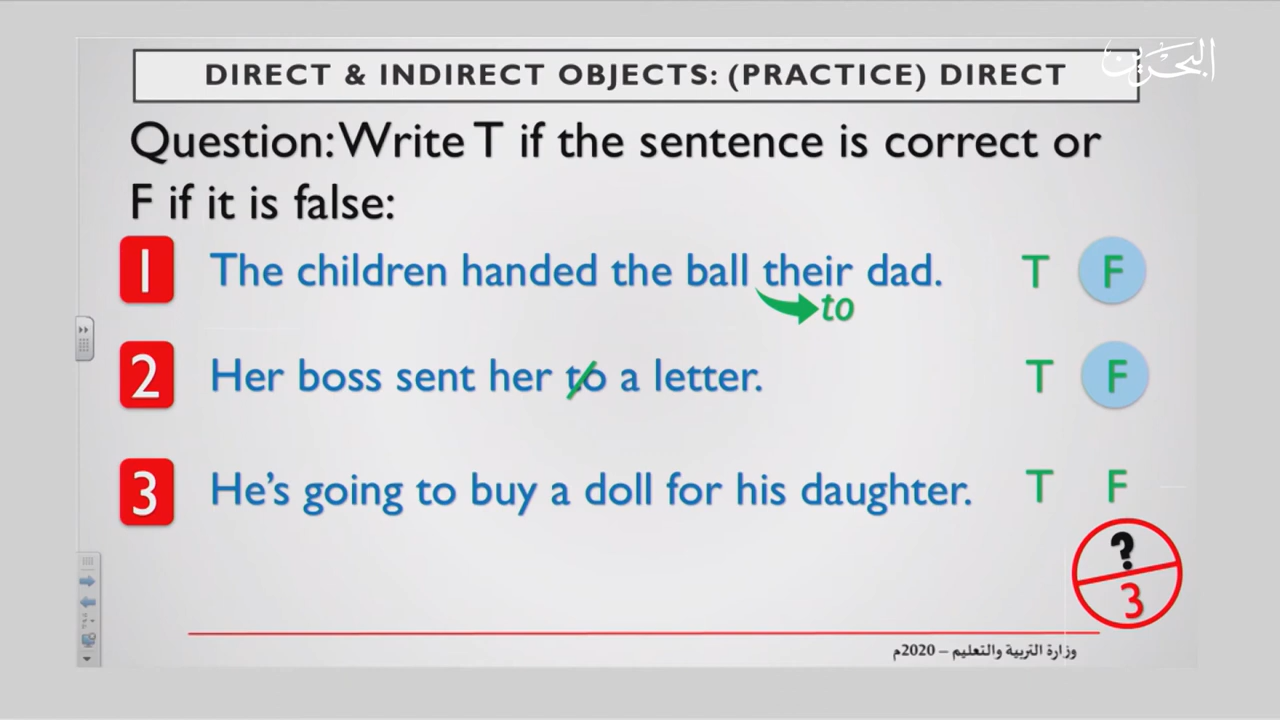 البحرين
DIRECT & INDIRECT OBJECTS: (PRACTICE) DIRECT
Question: Write T if the sentence is correct or
F if it is false:
1 The children handed the ball their dad. T F
to
2 Her boss sent her to a letter. T F
3 He's going to buy a doll for his daughter. T F
?
3
وزارة التربية والتعليم – 2020م